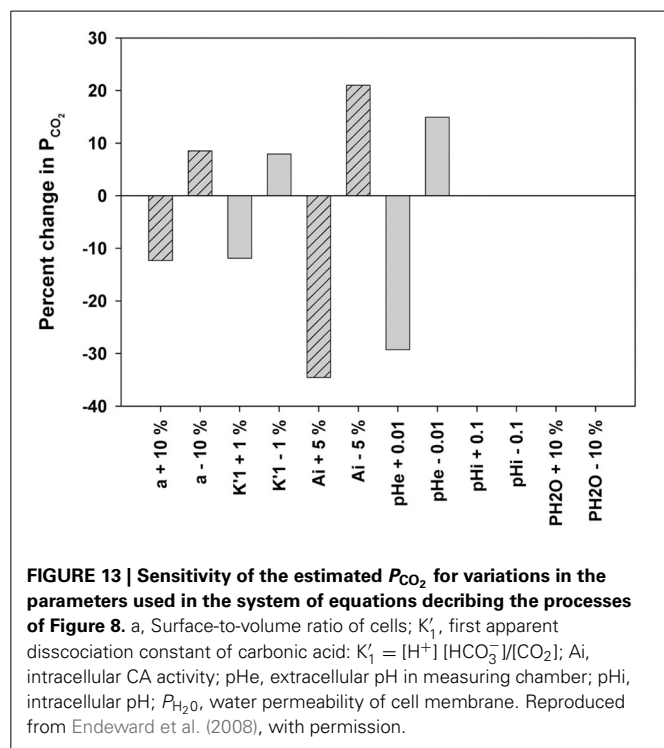 30
20
10
0
-10
-20
-30
-40
Percent change in P_CO₂
a + 10 %
a - 10 %
K'1 + 1 %
K'1 - 1 %
Ai + 5 %
Ai - 5 %
pHe + 0.01
pHe - 0.01
pHi + 0.1
pHi - 0.1
PH2O + 10 %
PH2O - 10 %
FIGURE 13 | Sensitivity of the estimated P_CO₂ for variations in the
parameters used in the system of equations decribing the processes
of Figure 8. a, Surface-to-volume ratio of cells; K′₁, first apparent
disscociation constant of carbonic acid: K′₁ = [H⁺] [HCO₃⁻]/[CO₂]; Ai,
intracellular CA activity; pHe, extracellular pH in measuring chamber; pHi,
intracellular pH; P_H₂0, water permeability of cell membrane. Reproduced
from Endeward et al. (2008), with permission.